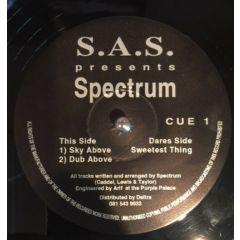 S.A.S.
presents
Spectrum
CUE 1
This Side
1) Sky Above
2) Dub Above
Dares Side
Sweetest Thing
All tracks written and arranged by Spectrum
(Caddel, Lewis & Taylor)
Engineered by Arif at the Purple Palace
Distributed by Deltra
081 543 9933